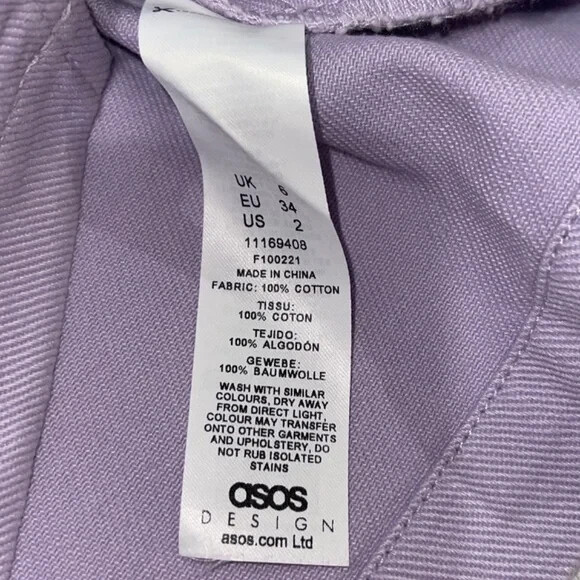 UK 6
EU 34
US 2
11169408
F100221
MADE IN CHINA
FABRIC: 100% COTTON
TISSU:
100% COTON
TEJIDO:
100% ALGODÓN
GEWEBE:
100% BAUMWOLLE
WASH WITH SIMILAR
COLOURS, DRY AWAY
FROM DIRECT LIGHT,
COLOUR MAY TRANSFER
ONTO OTHER GARMENTS
AND UPHOLSTERY, DO
NOT RUB ISOLATED
STAINS
asos
DESIGN
asos.com Ltd